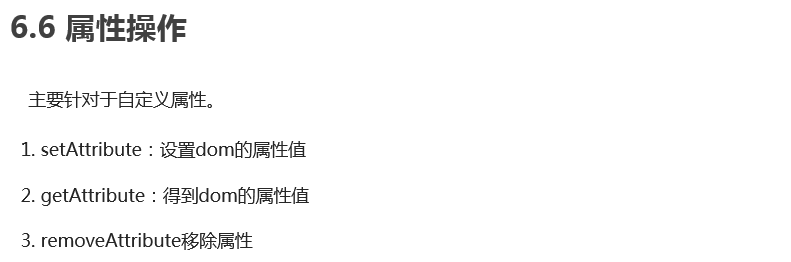 6.6 属性操作
主要针对于自定义属性。
1. setAttribute：设置dom的属性值
2. getAttribute：得到dom的属性值
3. removeAttribute移除属性